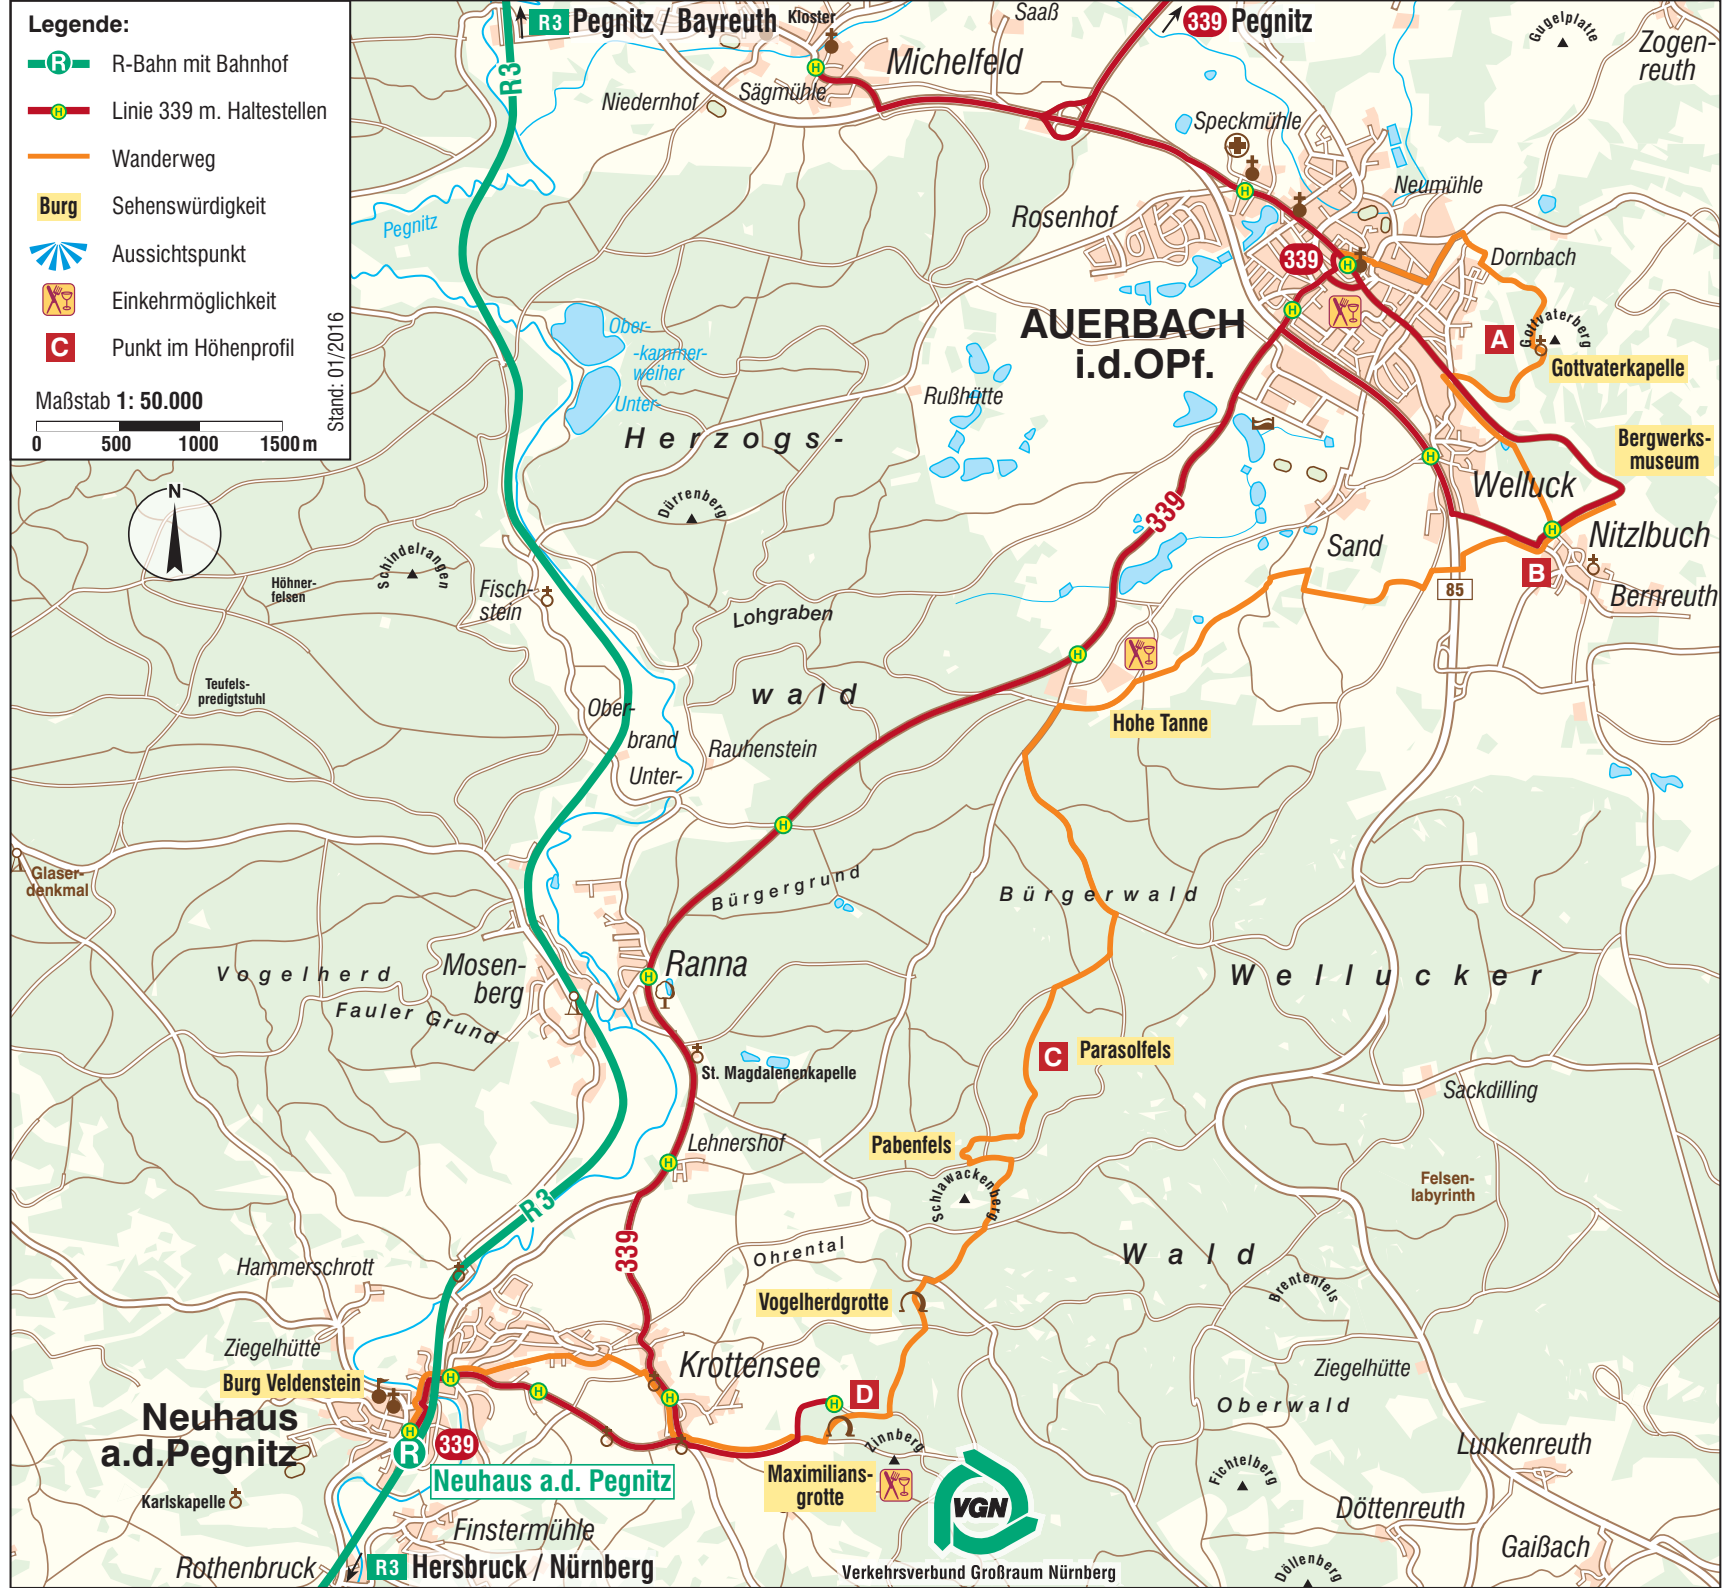 Legende:
R-Bahn mit Bahnhof
Linie 339 m. Haltestellen
Wanderweg
Burg Sehenswürdigkeit
Aussichtspunkt
Einkehrmöglichkeit
C Punkt im Höhenprofil
Maßstab 1: 50.000
0 500 1000 1500 m
Stand: 01/2016
N
R3 Pegnitz / Bayreuth
Kloster
Saaß
339 Pegnitz
Gugelplatte
Zogen-
reuth
R3
Michelfeld
Sägmühle
Niedernhof
Speckmühle
Neumühle
Pegnitz
Rosenhof
339
Dornbach
AUERBACH
i.d.OPf.
A
Gottvaterberg
Gottvaterkapelle
Ober-
-kammer-
weiher
Unter-
Rußhütte
Herzogs-
Bergwerks-
museum
Welluck
Dürrenberg
339
Nitzlbuch
Sand
B
85
Bernreuth
Schindelrangen
Höhner-
felsen
Fisch-
stein
Lohgraben
Teufels-
predigtstuhl
wald
Ober-
brand
Unter-
Rauhenstein
Hohe Tanne
Glaser-
denkmal
Bürgergrund
Bürgerwald
Vogelherd
Fauler Grund
Mosen-
berg
Ranna
Wellucker
C
Parasolfels
St. Magdalenenkapelle
Sackdilling
Lehnershof
Pabenfels
Schlawackenberg
Felsen-
labyrinth
R3
339
Ohrental
Wald
Hammerschrott
Brentenfels
Vogelherdgrotte
Ziegelhütte
Krottensee
Ziegelhütte
Burg Veldenstein
D
Oberwald
Neuhaus
a.d.Pegnitz
R
339
Zinnberg
Lunkenreuth
Neuhaus a.d. Pegnitz
Maximilians-
grotte
Fichtelberg
Karlskapelle
VGN
Döttenreuth
Finstermühle
Gaißach
Rothenbruck
R3 Hersbruck / Nürnberg
Verkehrsverbund Großraum Nürnberg
Döllenberg